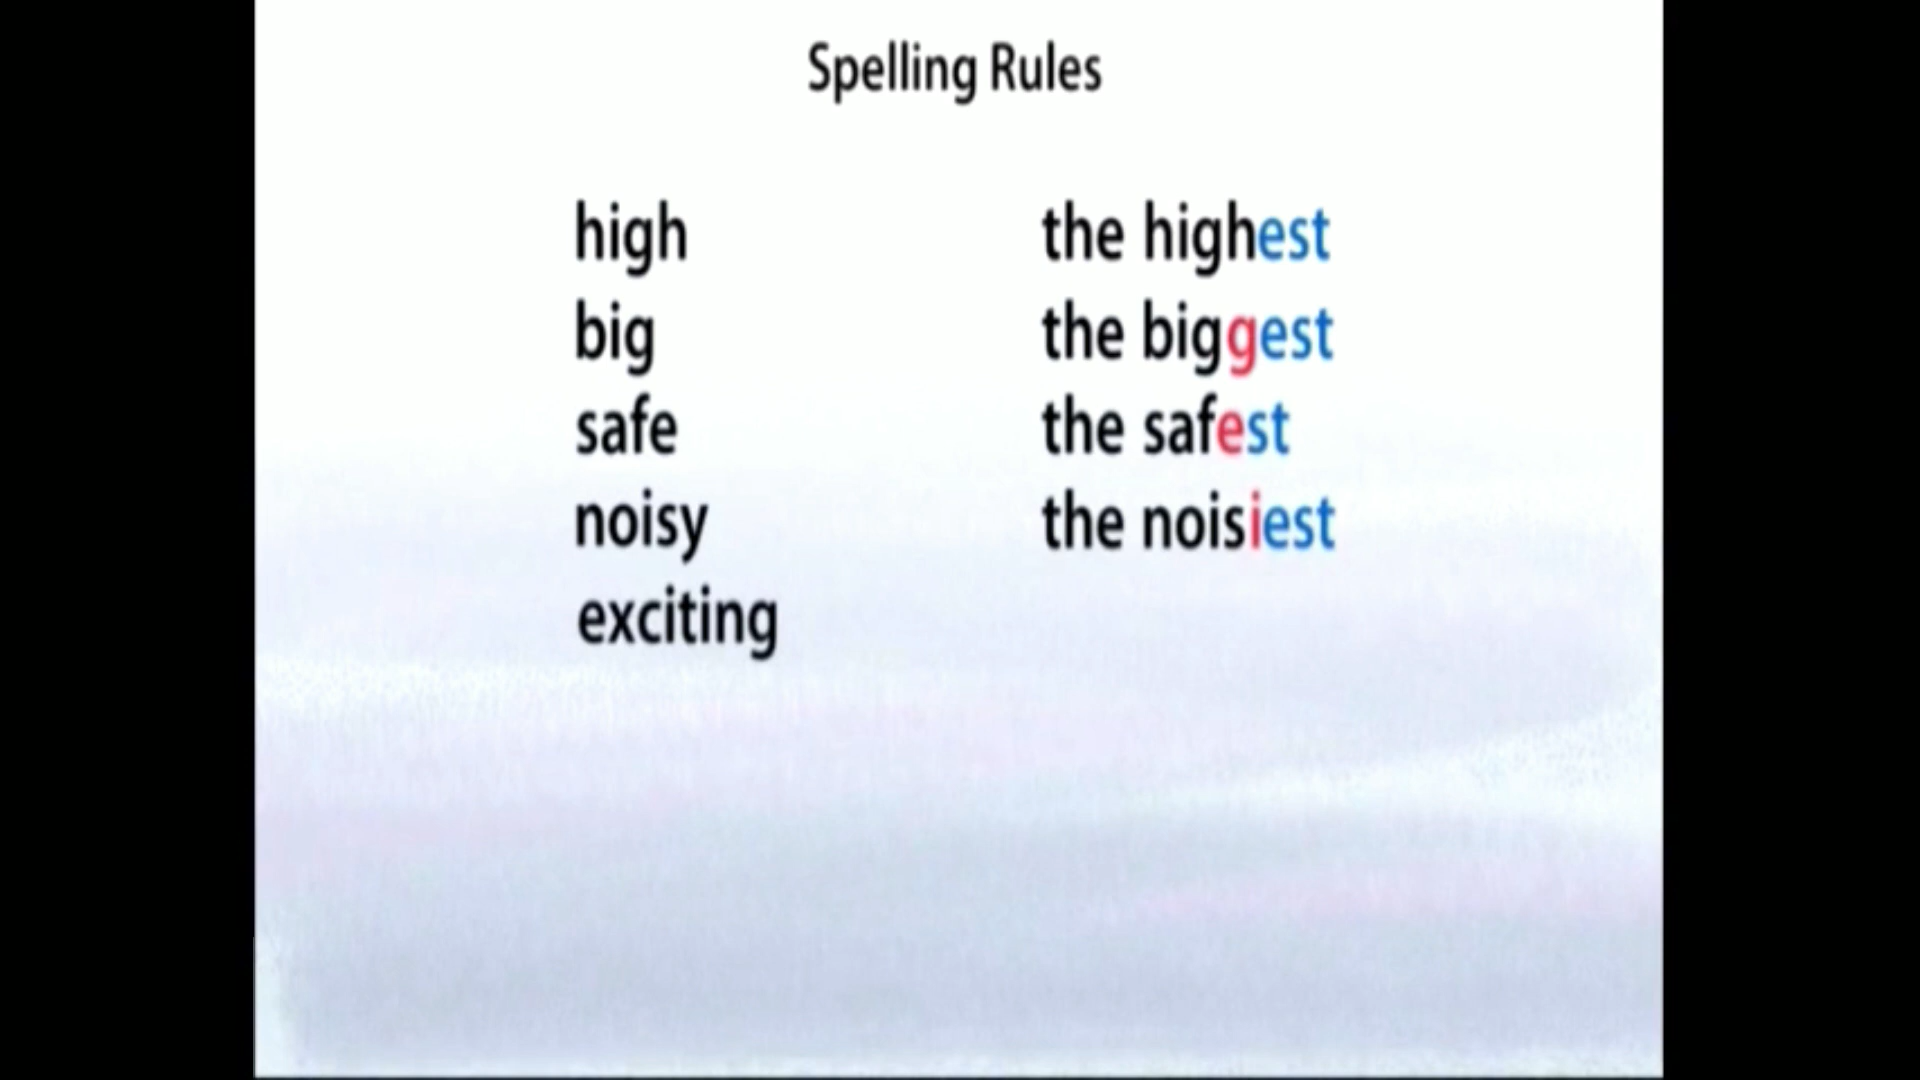 Spelling Rules
high the highest
big the biggest
safe the safest
noisy the noisiest
exciting